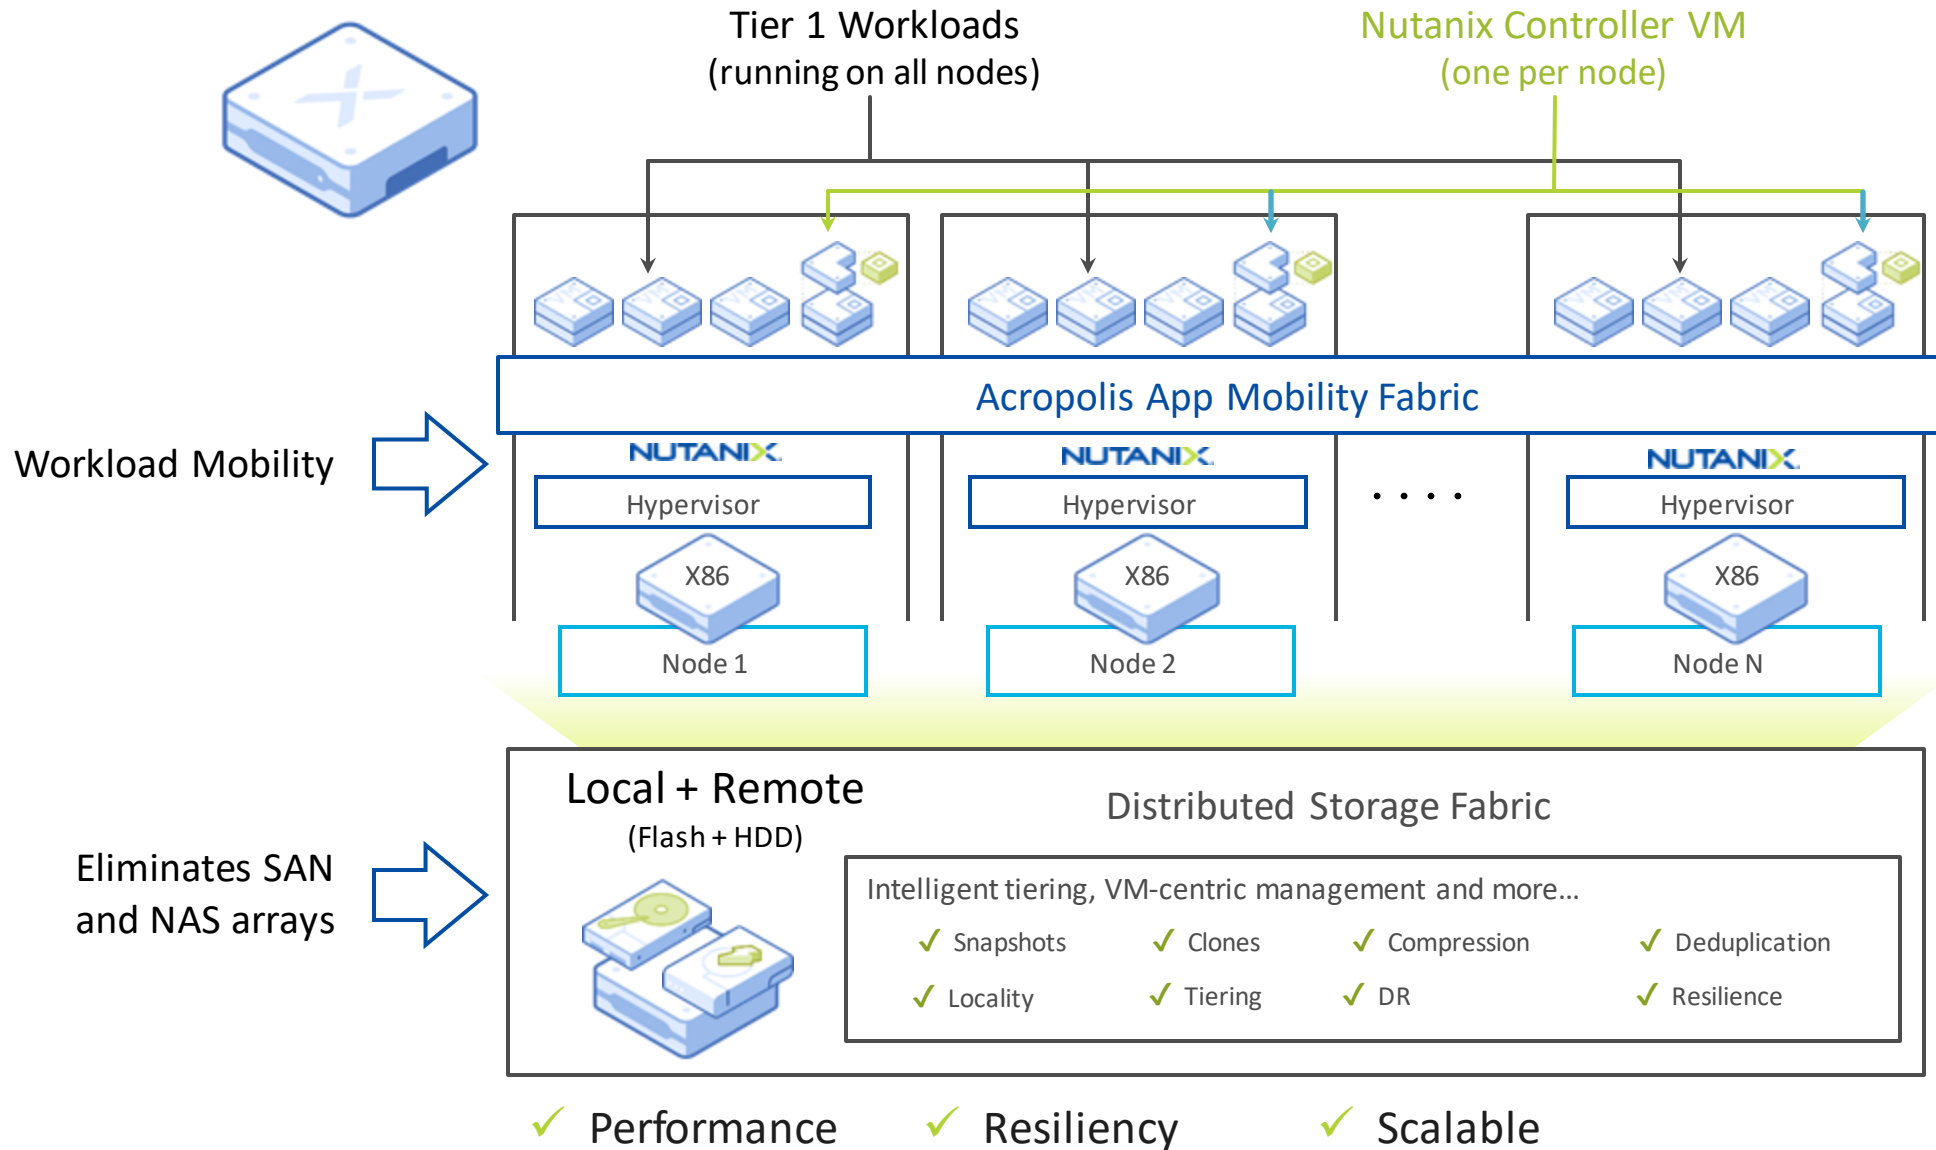 Tier 1 Workloads
(running on all nodes)
Nutanix Controller VM
(one per node)
Acropolis App Mobility Fabric
Workload Mobility
NUTANIX
NUTANIX
NUTANIX
Hypervisor
Hypervisor
. . . .
Hypervisor
X86
X86
X86
Node 1
Node 2
Node N
Local + Remote
(Flash + HDD)
Distributed Storage Fabric
Eliminates SAN
and NAS arrays
Intelligent tiering, VM-centric management and more...
✓ Snapshots
✓ Clones
✓ Compression
✓ Deduplication
✓ Locality
✓ Tiering
✓ DR
✓ Resilience
✓ Performance
✓ Resiliency
✓ Scalable